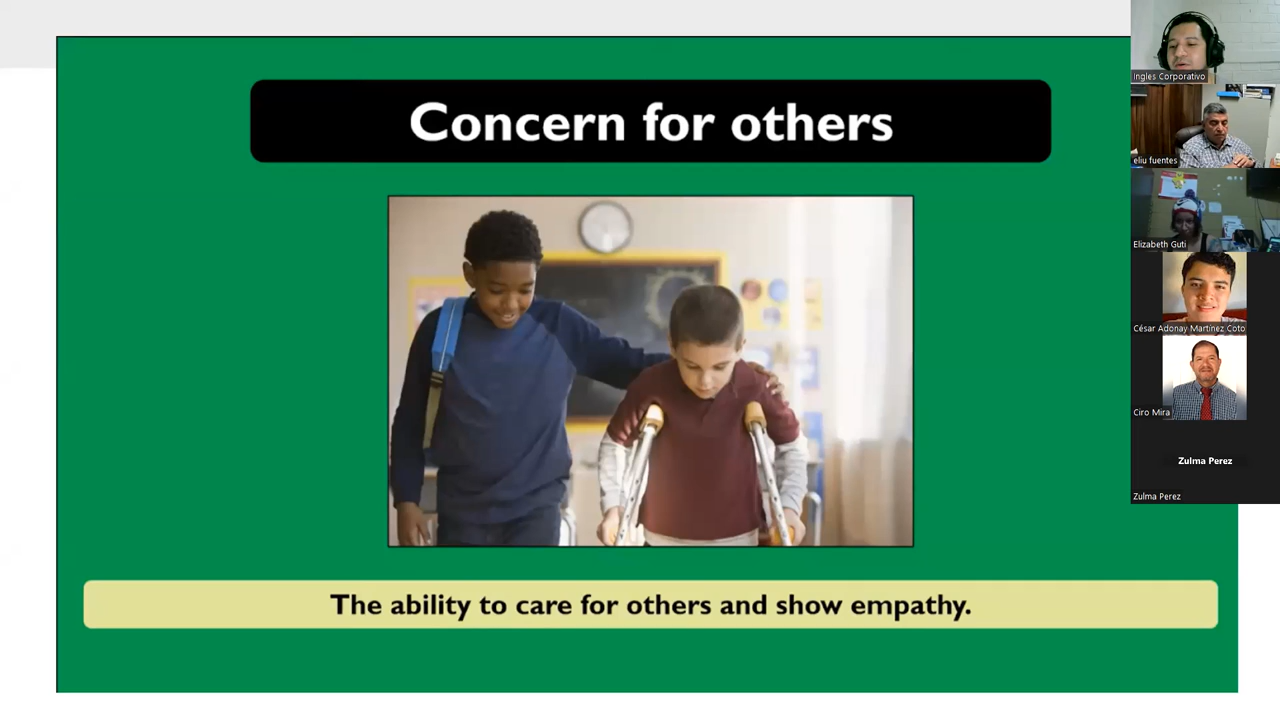 Concern for others
The ability to care for others and show empathy.
Ingles Corporativo
eliu fuentes
Elizabeth Guti
César Adonay Martínez Coto
Ciro Mira
Zulma Perez
Zulma Perez